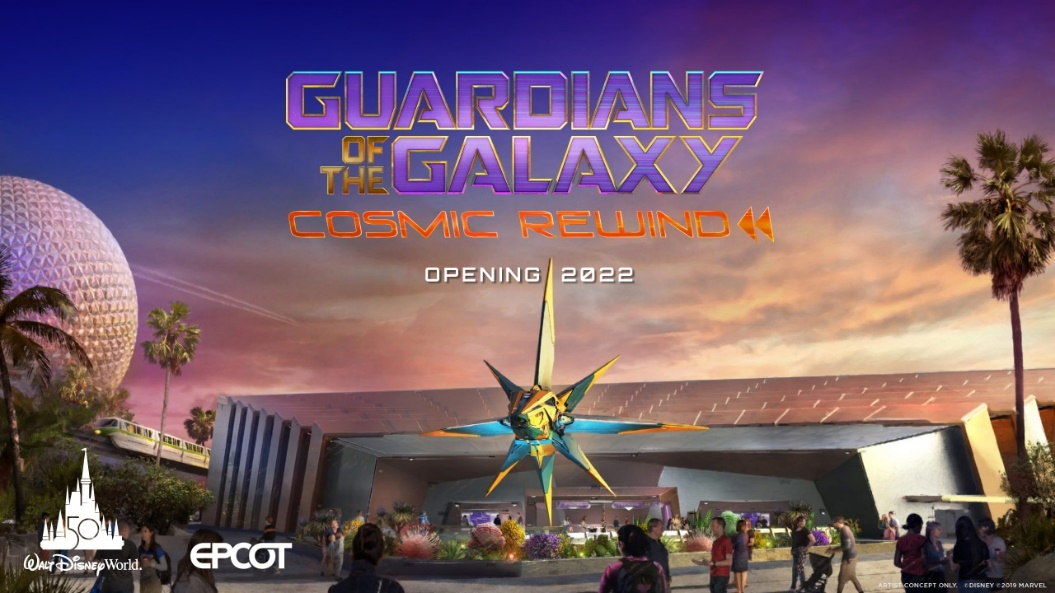 GUARDIANS
OF THE GALAXY
COSMIC REWIND
OPENING 2022
50
WALT DISNEY World.
EPCOT
ARTIST CONCEPT ONLY. ©DISNEY ©2019 MARVEL